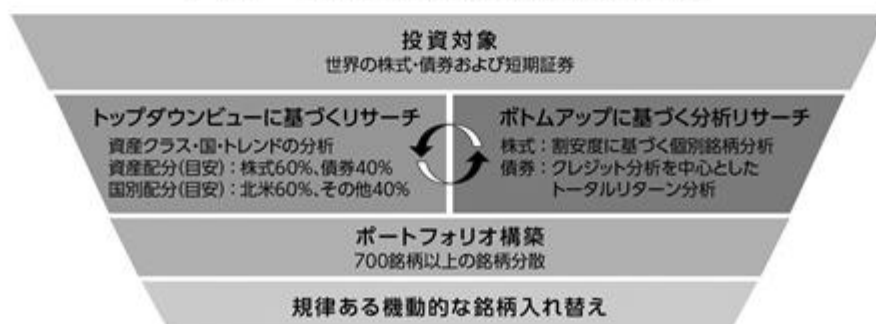 投資対象
世界の株式・債券および短期証券
トップダウンビューに基づくリサーチ
資産クラス・国・トレンドの分析
資産配分(目安)：株式60%、債券40%
国別配分(目安)：北米60%、その他40%
ボトムアップに基づく分析リサーチ
株式：割安度に基づく個別銘柄分析
債券：クレジット分析を中心とした
トータルリターン分析
ポートフォリオ構築
700銘柄以上の銘柄分散
規律ある機動的な銘柄入れ替え